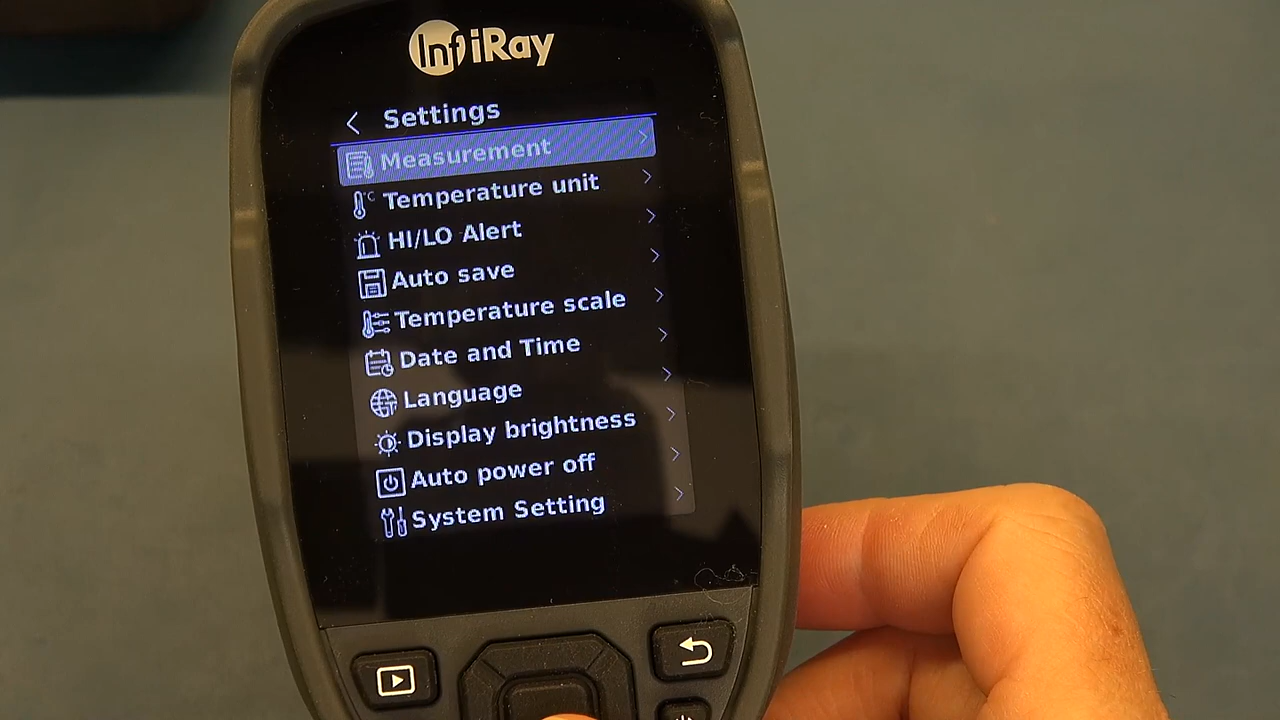 InfiRay
Settings
Measurement
Temperature unit
HI/LO Alert
Auto save
Temperature scale
Date and Time
Language
Display brightness
Auto power off
System Setting